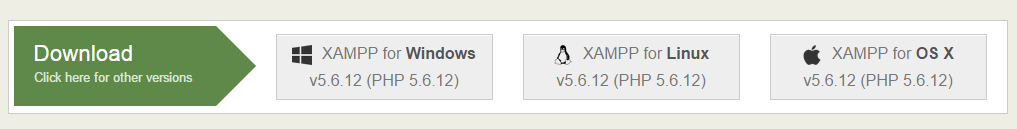 Download
Click here for other versions
XAMPP for Windows
v5.6.12 (PHP 5.6.12)
XAMPP for Linux
v5.6.12 (PHP 5.6.12)
XAMPP for OS X
v5.6.12 (PHP 5.6.12)